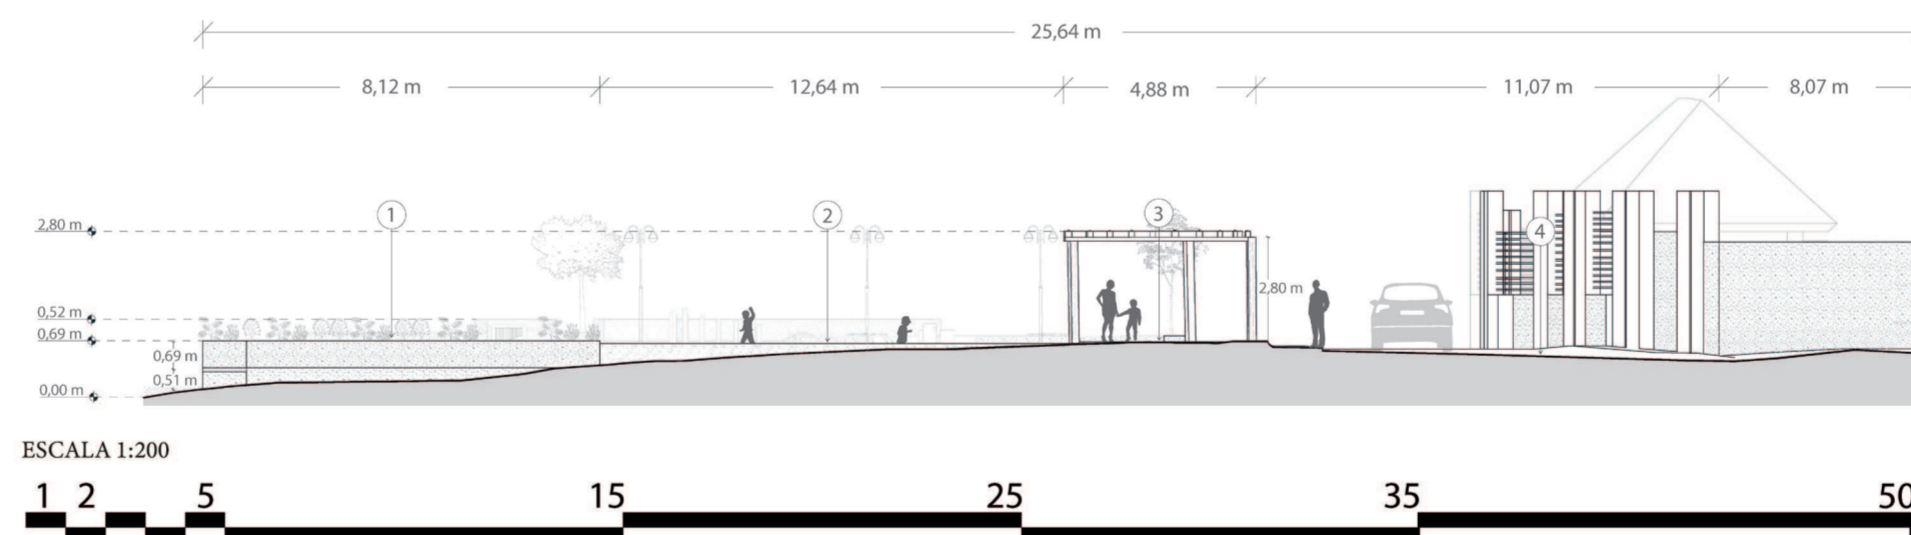 25,64 m
8,12 m 12,64 m 4,88 m 11,07 m 8,07 m
1 2 3
2,80 m
4
2,80 m
0,52 m
0,69 m
0,69 m
0,51 m
0,00 m
ESCALA 1:200
1 2 5 15 25 35 50